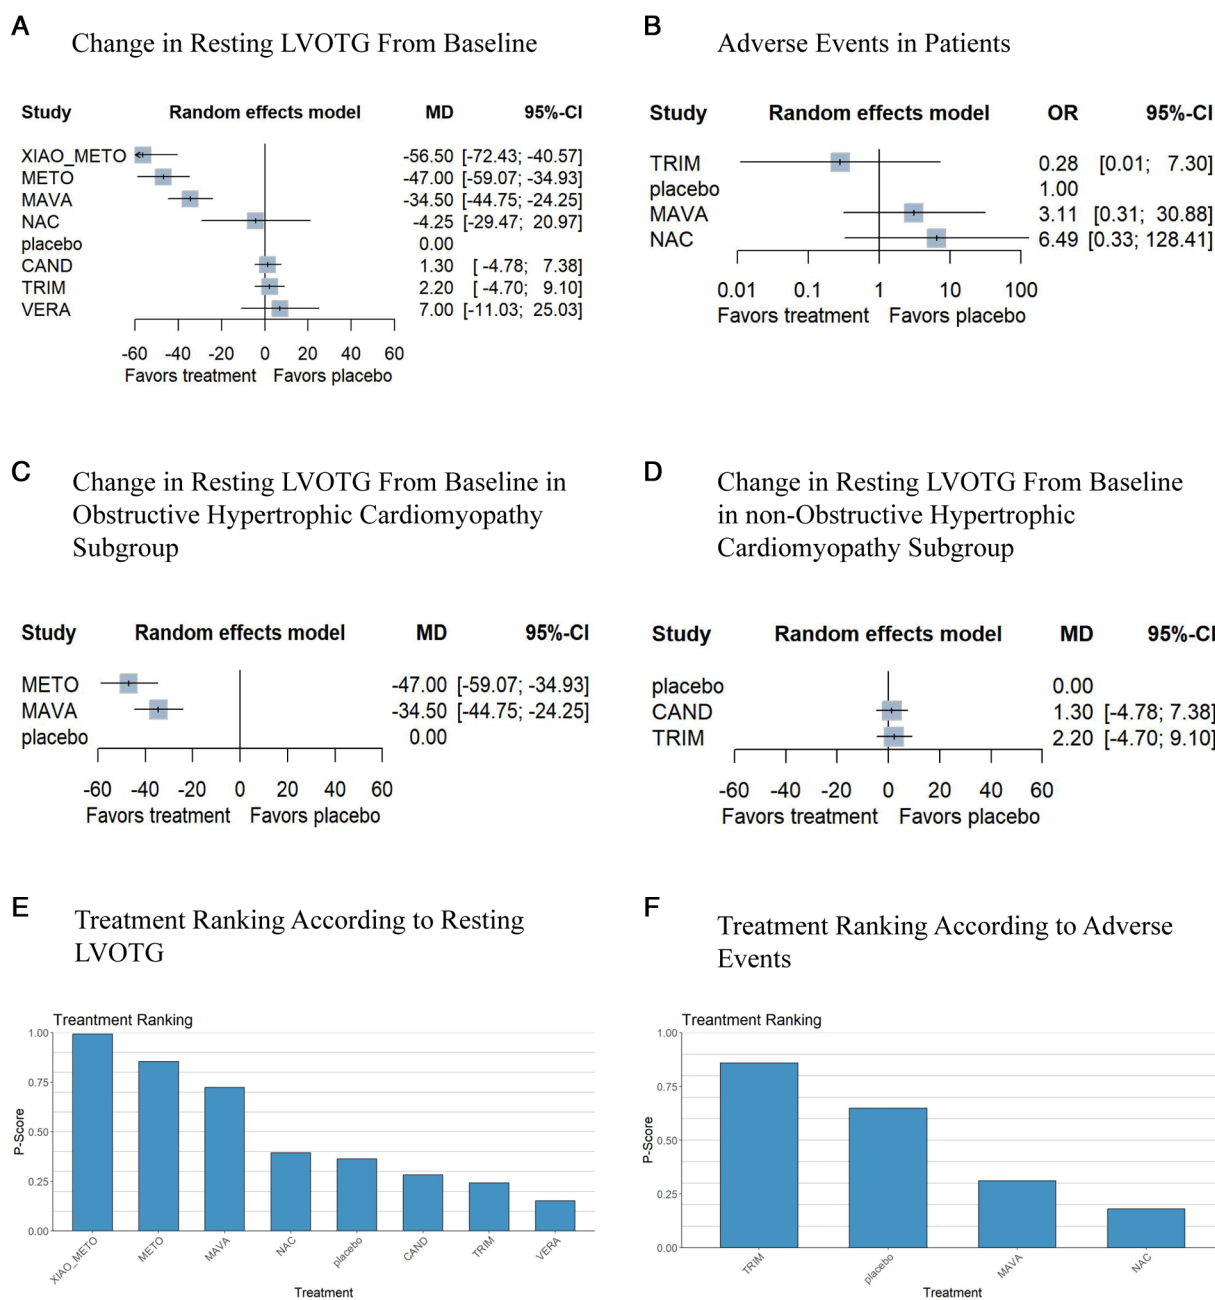 A
Change in Resting LVOTG From Baseline
Study Random effects model MD 95%-CI
XIAO_METO -56.50 [-72.43; -40.57]
METO -47.00 [-59.07; -34.93]
MAVA -34.50 [-44.75; -24.25]
NAC -4.25 [-29.47; 20.97]
placebo 0.00
CAND 1.30 [ -4.78; 7.38]
TRIM 2.20 [ -4.70; 9.10]
VERA 7.00 [-11.03; 25.03]
-60 -40 -20 0 20 40 60
Favors treatment Favors placebo
B
Adverse Events in Patients
Study Random effects model OR 95%-CI
TRIM 0.28 [0.01; 7.30]
placebo 1.00
MAVA 3.11 [0.31; 30.88]
NAC 6.49 [0.33; 128.41]
0.01 0.1 1 10 100
Favors treatment Favors placebo
C
Change in Resting LVOTG From Baseline in
Obstructive Hypertrophic Cardiomyopathy
Subgroup
Study Random effects model MD 95%-CI
METO -47.00 [-59.07; -34.93]
MAVA -34.50 [-44.75; -24.25]
placebo 0.00
-60 -40 -20 0 20 40 60
Favors treatment Favors placebo
D
Change in Resting LVOTG From Baseline
in non-Obstructive Hypertrophic
Cardiomyopathy Subgroup
Study Random effects model MD 95%-CI
placebo 0.00
CAND 1.30 [-4.78; 7.38]
TRIM 2.20 [-4.70; 9.10]
-60 -40 -20 0 20 40 60
Favors treatment Favors placebo
E
Treatment Ranking According to Resting
LVOTG
Treantment Ranking
1.00
0.75
0.50
0.25
0.00
P-Score
XIAO_METO METO MAVA NAC placebo CAND TRIM VERA
Treatment
F
Treatment Ranking According to Adverse
Events
Treantment Ranking
1.00
0.75
0.50
0.25
0.00
P-Score
TRIM placebo MAVA NAC
Treatment